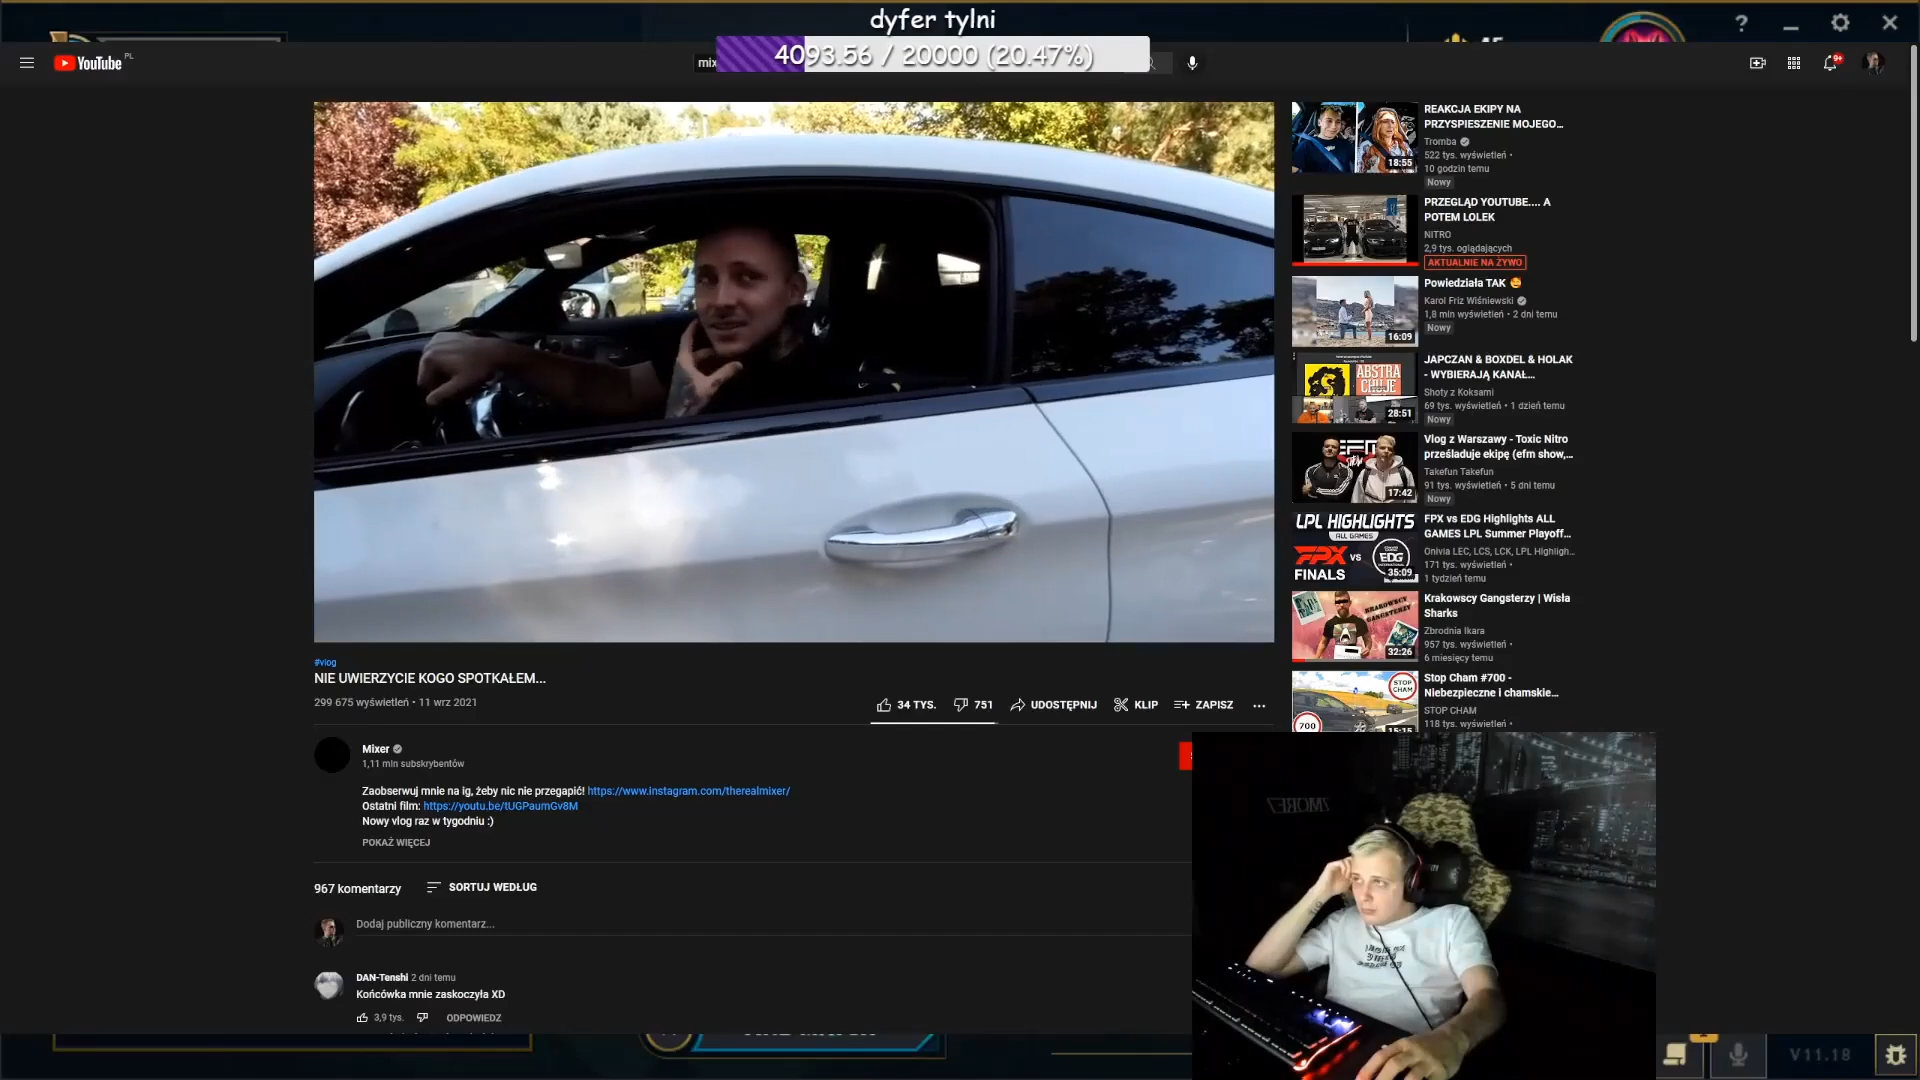 dyfer tylni
4093.56 / 20000 (20.47%)
YouTube PL
mix
9+
REAKCJA EKIPY NA
PRZYSPIESZENIE MOJEGO...
Tromba
522 tys. wyświetleń •
10 godzin temu
Nowy
18:55
PRZEGLĄD YOUTUBE.... A
POTEM LOLEK
NITRO
2,9 tys. oglądających
AKTUALNIE NA ŻYWO
Powiedziała TAK 🤩
Karol Friz Wiśniewski
1,8 mln wyświetleń • 2 dni temu
Nowy
16:09
JAPCZAN & BOXDEL & HOLAK
- WYBIERAJĄ KANAŁ...
Shoty z Koksami
69 tys. wyświetleń • 1 dzień temu
Nowy
ABSTRA
CHUJE
28:51
Vlog z Warszawy - Toxic Nitro
prześladuje ekipę (efm show,...
Takefun Takefun
91 tys. wyświetleń • 5 dni temu
Nowy
17:42
LPL HIGHLIGHTS
ALL GAMES
FPX VS EDG
FINALS
35:09
FPX vs EDG Highlights ALL
GAMES LPL Summer Playoff...
Onivia LEC, LCS, LCK, LPL Highligh...
171 tys. wyświetleń •
1 tydzień temu
KRAKOWSCY
GANGSTERZY
32:26
Krakowscy Gangsterzy | Wisła
Sharks
Zbrodnia Ikara
957 tys. wyświetleń •
6 miesięcy temu
STOP
CHAM
700
15:15
Stop Cham #700 -
Niebezpieczne i chamskie...
STOP CHAM
118 tys. wyświetleń •
#vlog
NIE UWIERZYCIE KOGO SPOTKAŁEM...
299 675 wyświetleń • 11 wrz 2021
34 TYS. 751 UDOSTĘPNIJ KLIP ZAPISZ
Mixer
1,11 mln subskrybentów
Zaobserwuj mnie na ig, żeby nic nie przegapić! https://www.instagram.com/therealmixer/
Ostatni film: https://youtu.be/tUGPaumGv8M
Nowy vlog raz w tygodniu :)
POKAŻ WIĘCEJ
967 komentarzy SORTUJ WEDŁUG
Dodaj publiczny komentarz...
DAN-Tenshi 2 dni temu
Końcówka mnie zaskoczyła XD
3,9 tys. ODPOWIEDZ
V11.18